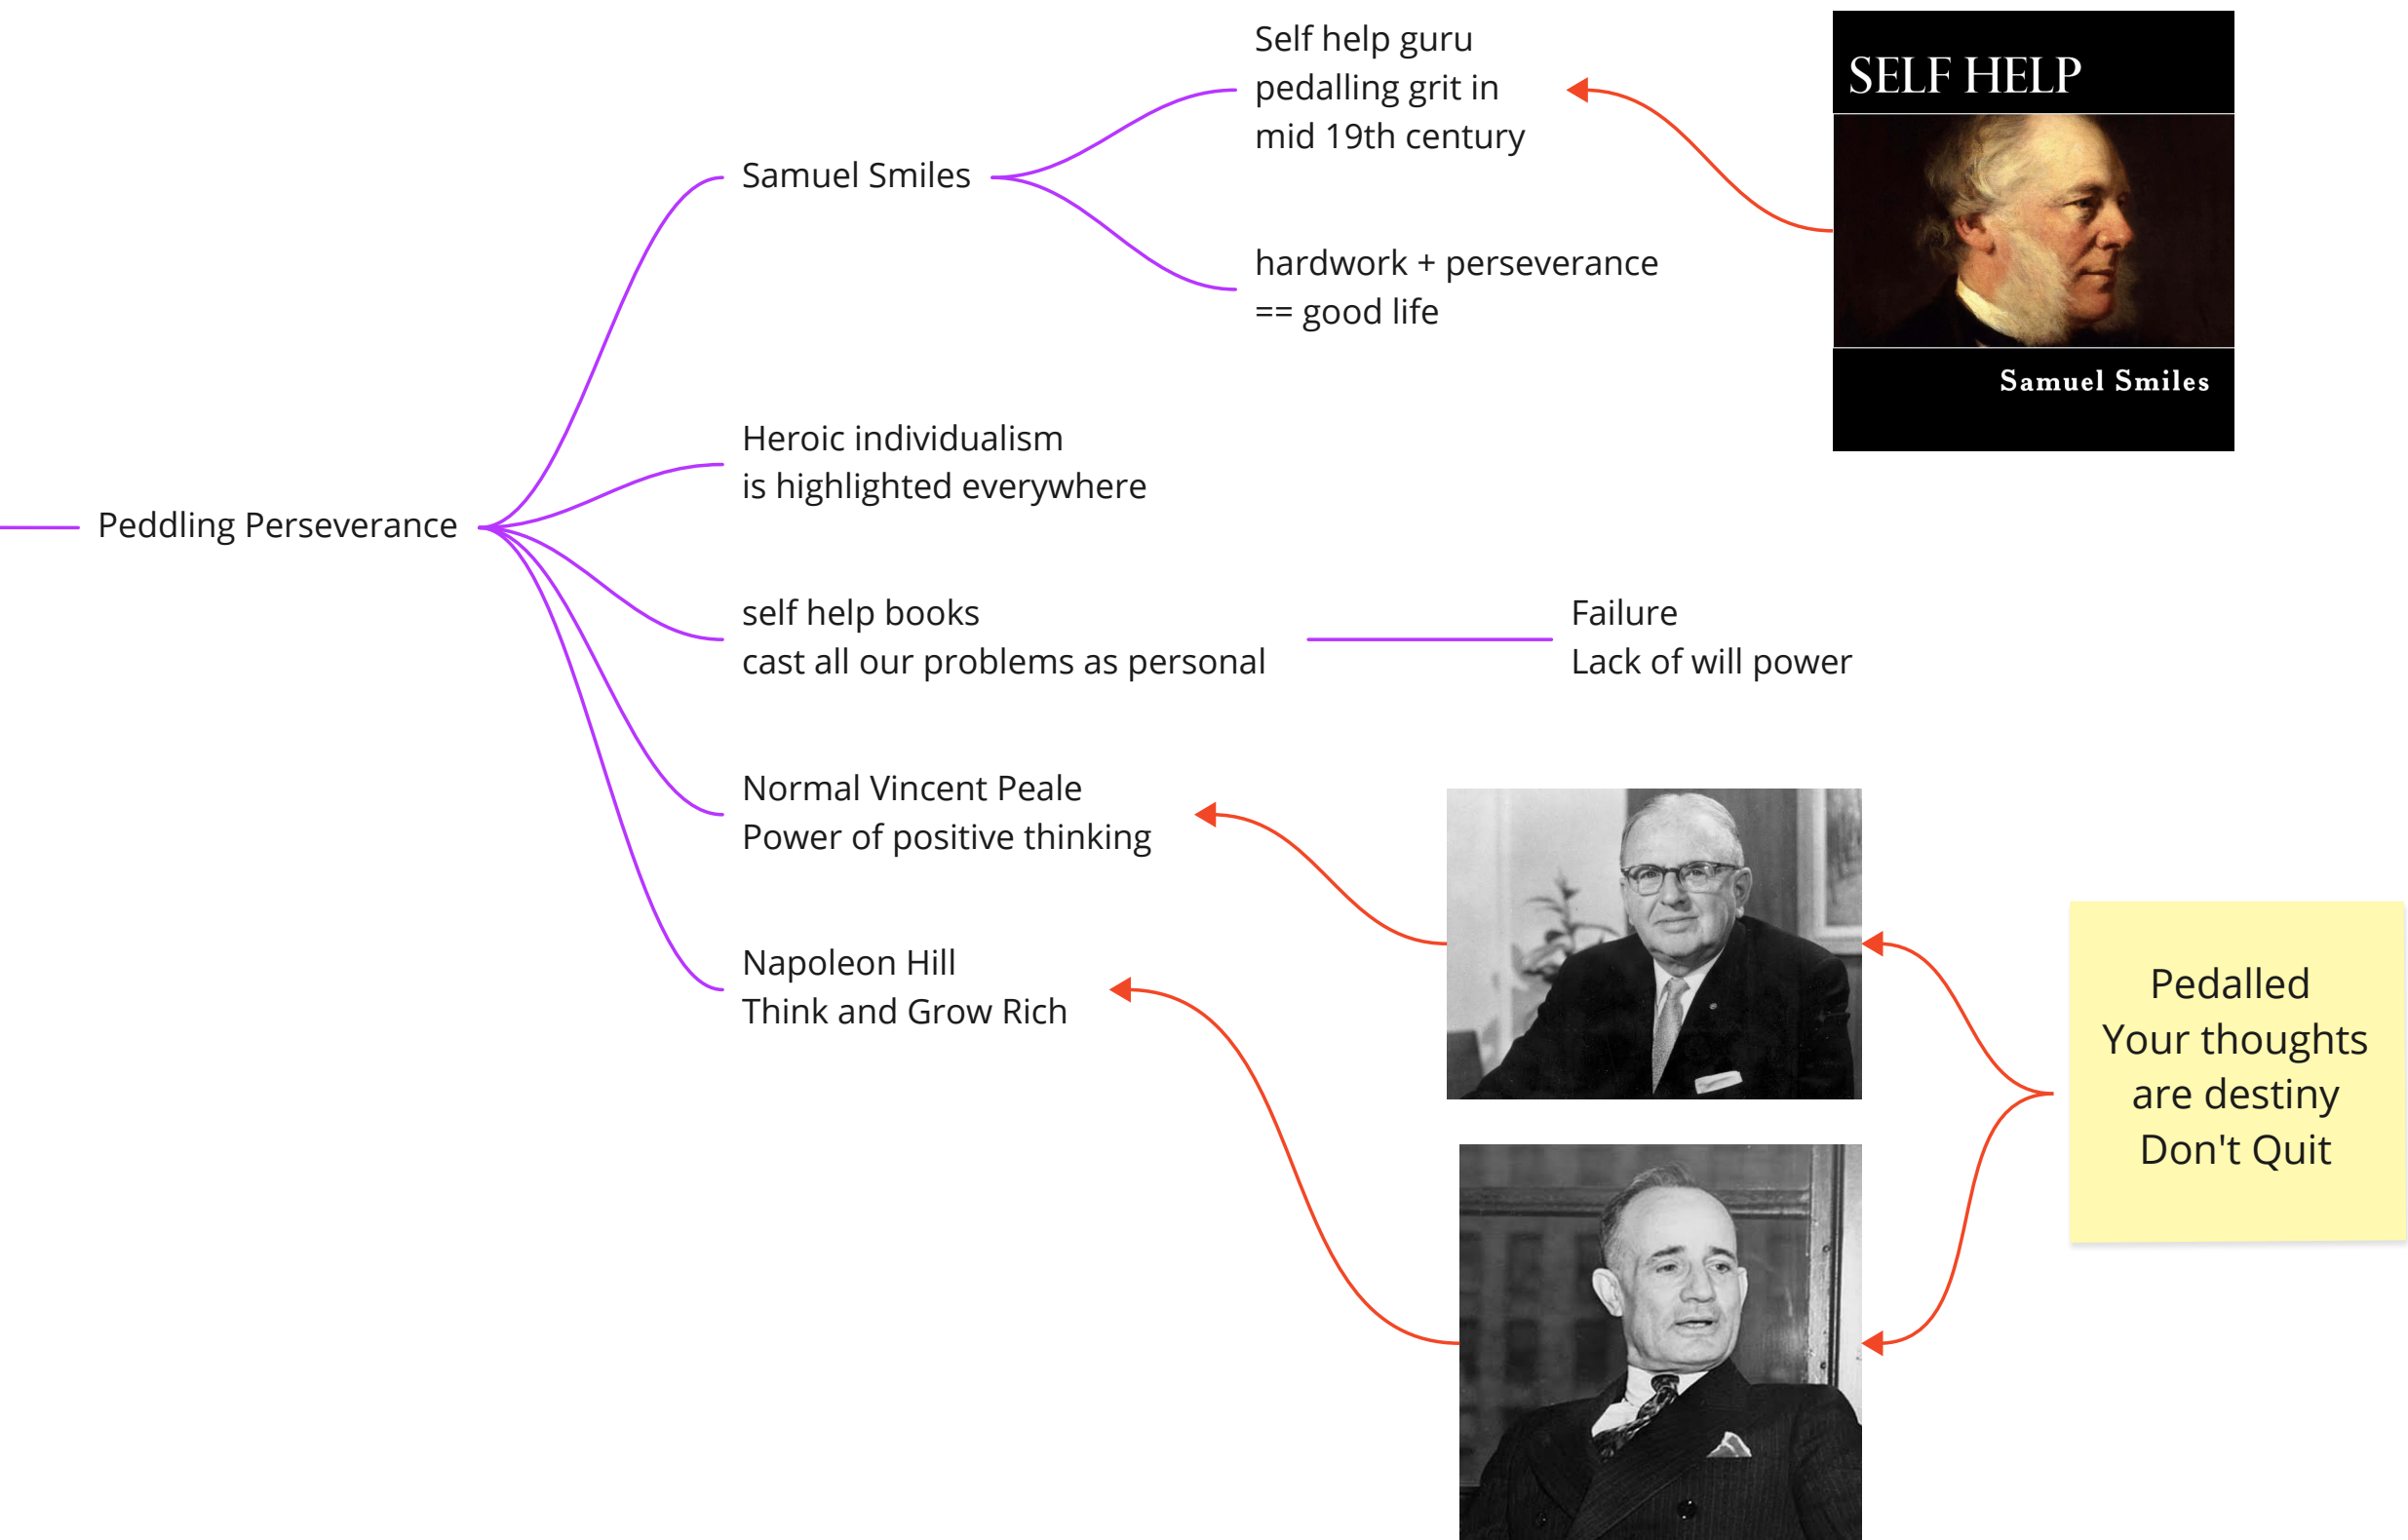 Self help guru
pedalling grit in
mid 19th century
SELF HELP
Samuel Smiles
hardwork + perseverance
== good life
Samuel Smiles
Heroic individualism
is highlighted everywhere
Peddling Perseverance
self help books
cast all our problems as personal
Failure
Lack of will power
Normal Vincent Peale
Power of positive thinking
Napoleon Hill
Think and Grow Rich
Pedalled
Your thoughts
are destiny
Don't Quit